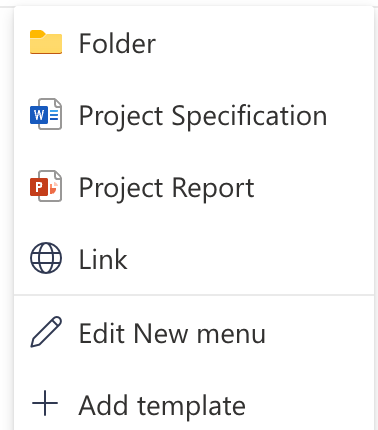 Folder
Project Specification
Project Report
Link
Edit New menu
Add template